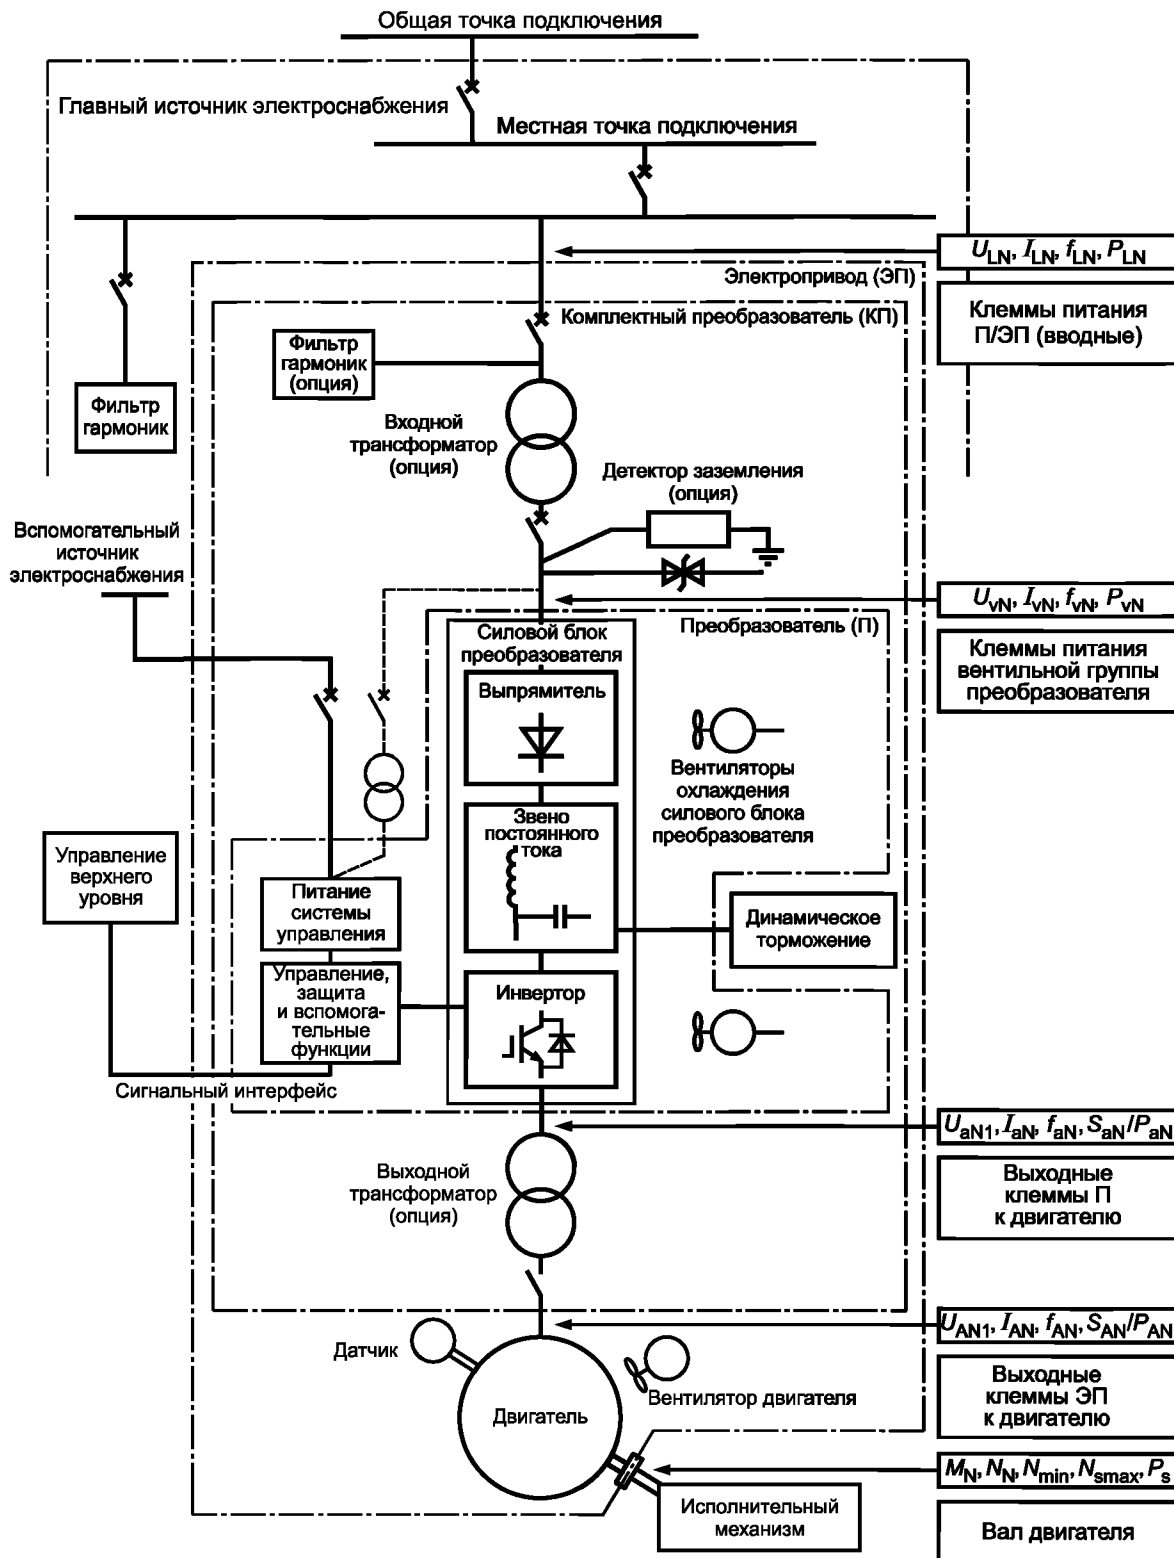 Общая точка подключения
Главный источник электроснабжения
Местная точка подключения
U_LN, I_LN, f_LN, P_LN
Электропривод (ЭП)
Клеммы питания
П/ЭП (вводные)
Комплектный преобразователь (КП)
Фильтр
гармоник
(опция)
Фильтр
гармоник
Входной
трансформатор
(опция)
Детектор заземления
(опция)
Вспомогательный
источник
электроснабжения
U_vN, I_vN, f_vN, P_vN
Преобразователь (П)
Клеммы питания
вентильной группы
преобразователя
Силовой блок
преобразователя
Выпрямитель
Вентиляторы
охлаждения
силового блока
преобразователя
Звено
постоянного
тока
Управление
верхнего
уровня
Питание
системы
управления
Динамическое
торможение
Управление,
защита
и вспомога-
тельные
функции
Инвертор
Сигнальный интерфейс
U_aN1, I_aN, f_aN, S_aN/P_aN
Выходные
клеммы П
к двигателю
Выходной
трансформатор
(опция)
U_AN1, I_AN, f_AN, S_AN/P_AN
Выходные
клеммы ЭП
к двигателю
Датчик
Вентилятор двигателя
Двигатель
M_N, N_N, N_min, N_smax, P_s
Вал двигателя
Исполнительный
механизм